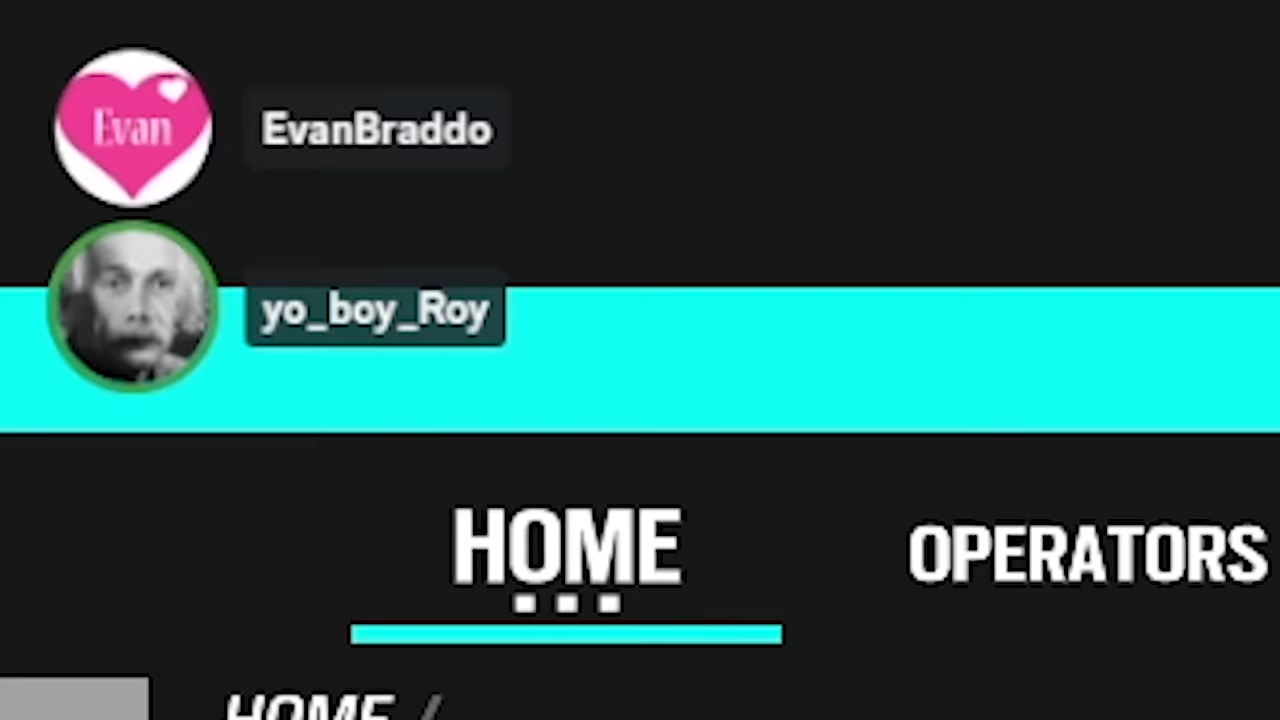 Evan
EvanBraddo
yo_boy_Roy
HOME
OPERATORS
HOME /